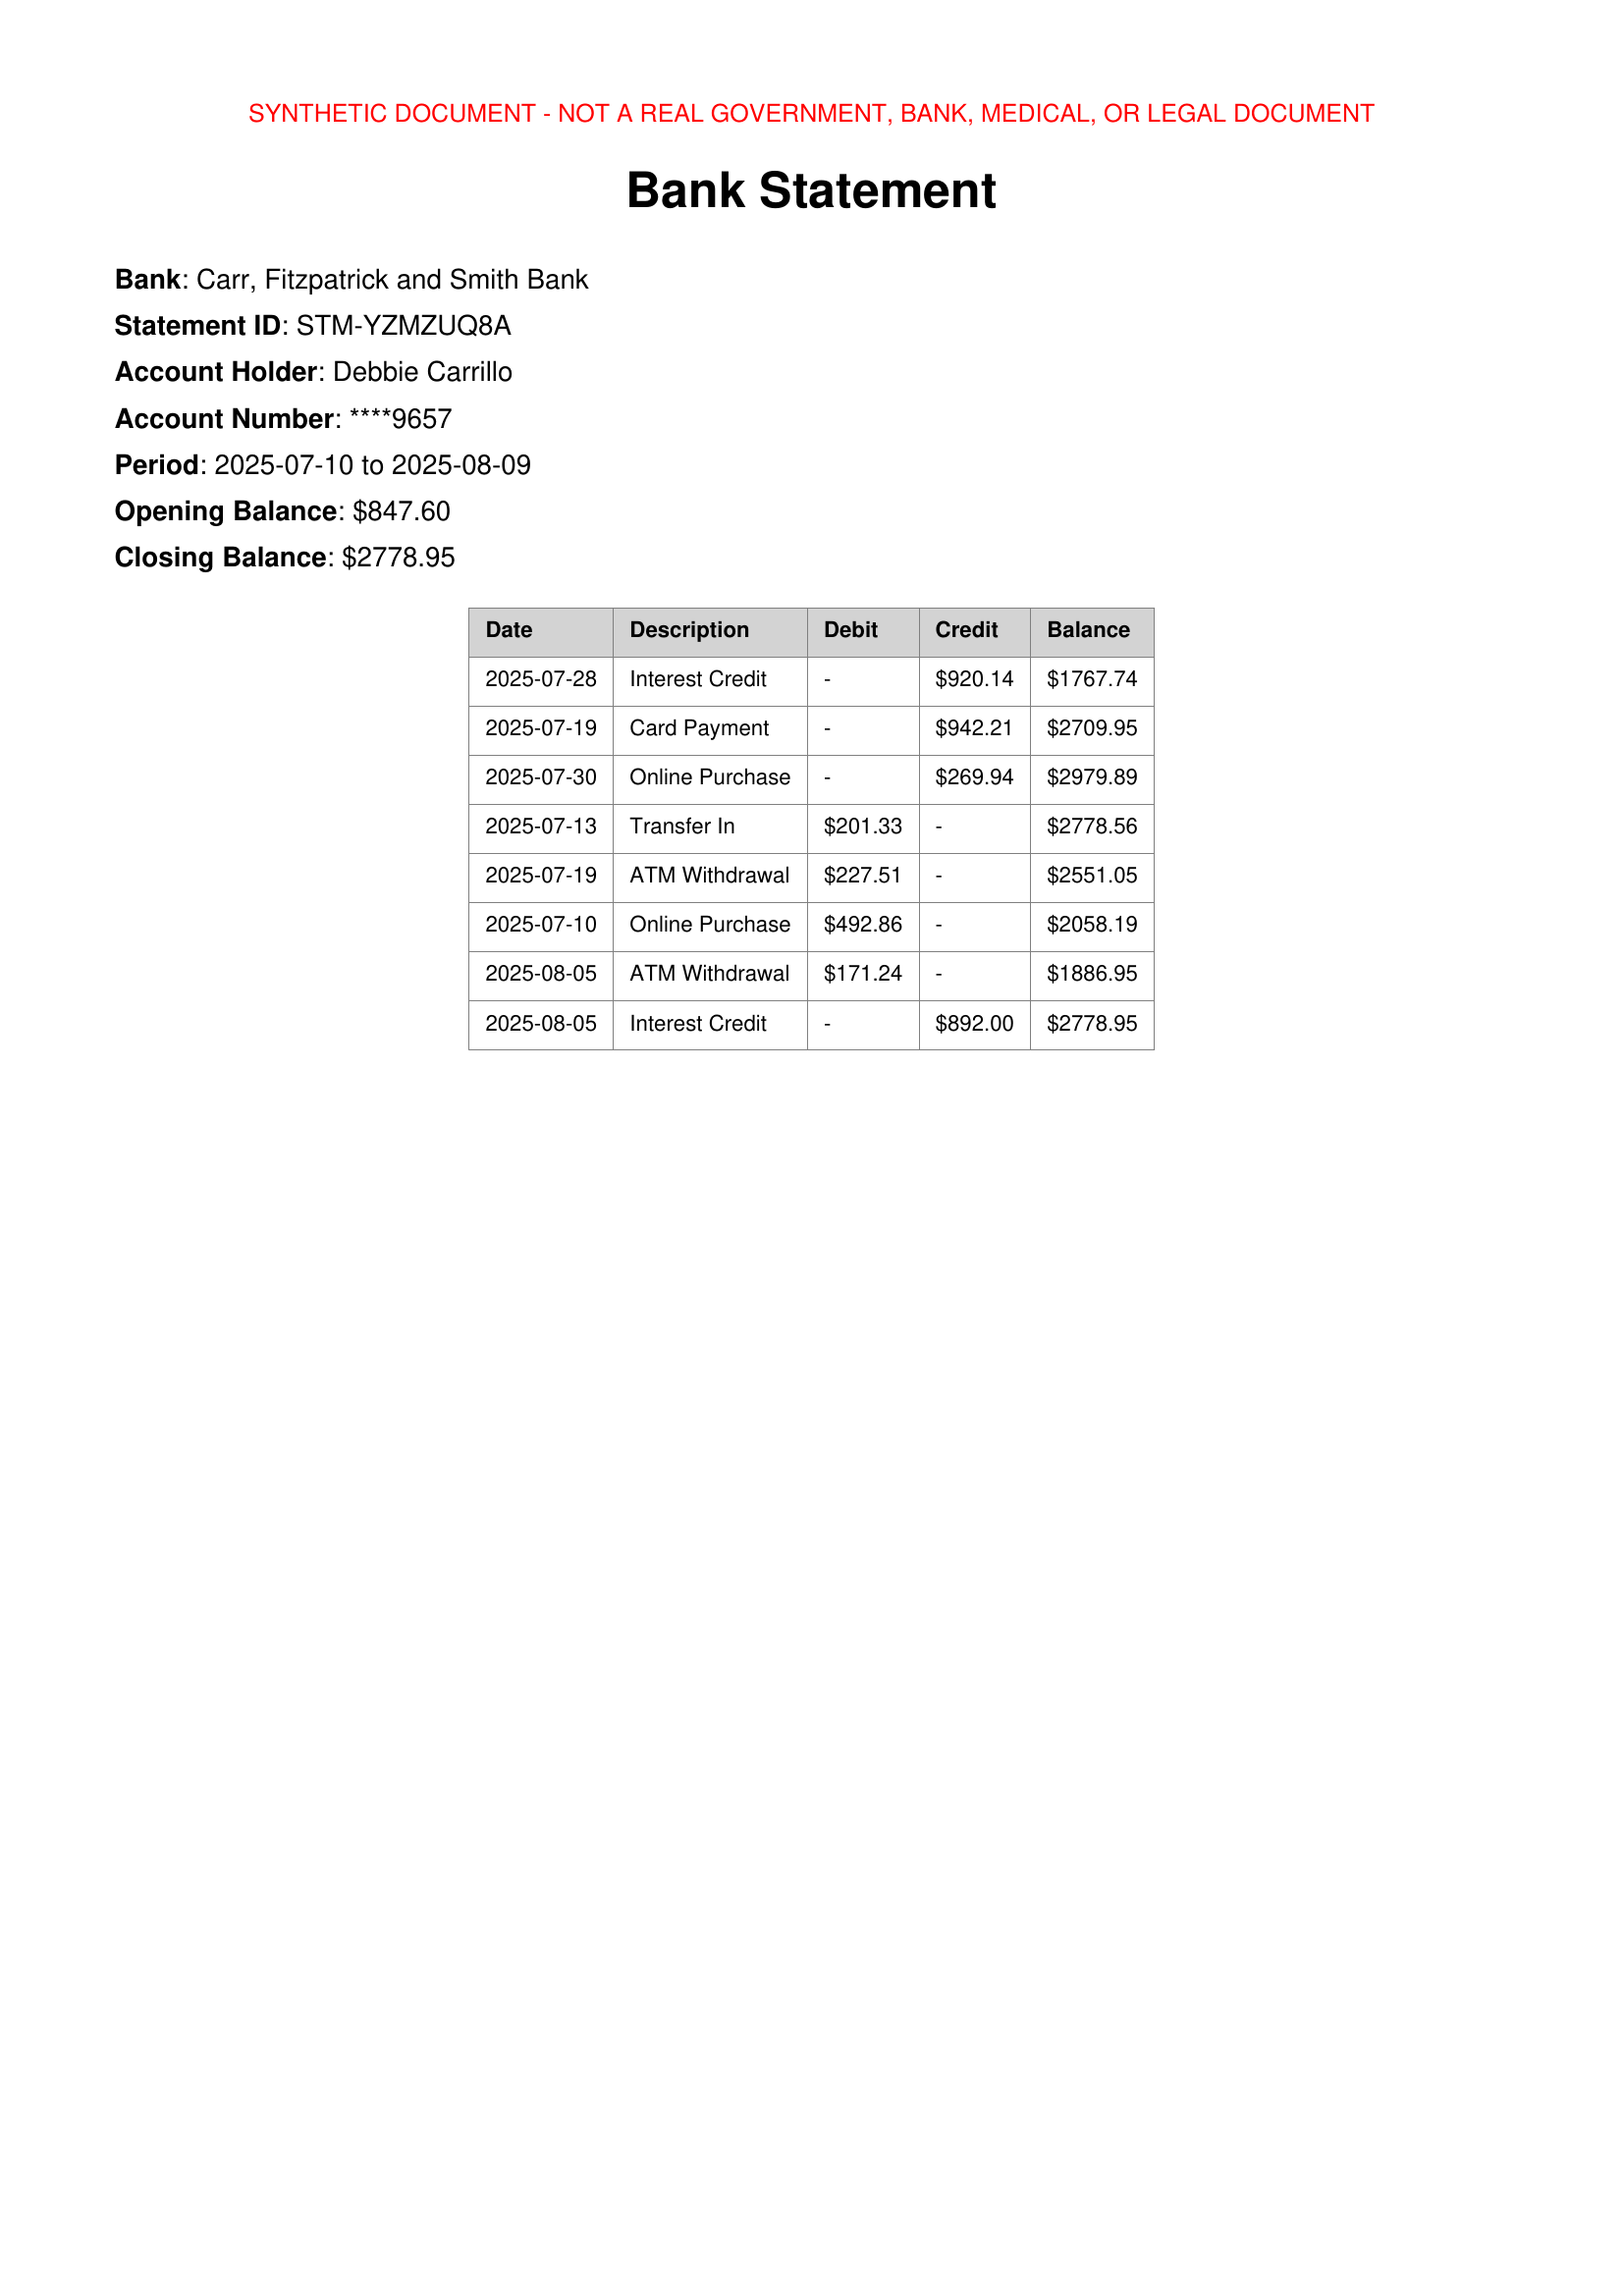 SYNTHETIC DOCUMENT - NOT A REAL GOVERNMENT, BANK, MEDICAL, OR LEGAL DOCUMENT
Bank Statement
Bank: Carr, Fitzpatrick and Smith Bank
Statement ID: STM-YZMZUQ8A
Account Holder: Debbie Carrillo
Account Number: ****9657
Period: 2025-07-10 to 2025-08-09
Opening Balance: $847.60
Closing Balance: $2778.95
Date Description Debit Credit Balance
2025-07-28 Interest Credit - $920.14 $1767.74
2025-07-19 Card Payment - $942.21 $2709.95
2025-07-30 Online Purchase - $269.94 $2979.89
2025-07-13 Transfer In $201.33 - $2778.56
2025-07-19 ATM Withdrawal $227.51 - $2551.05
2025-07-10 Online Purchase $492.86 - $2058.19
2025-08-05 ATM Withdrawal $171.24 - $1886.95
2025-08-05 Interest Credit - $892.00 $2778.95